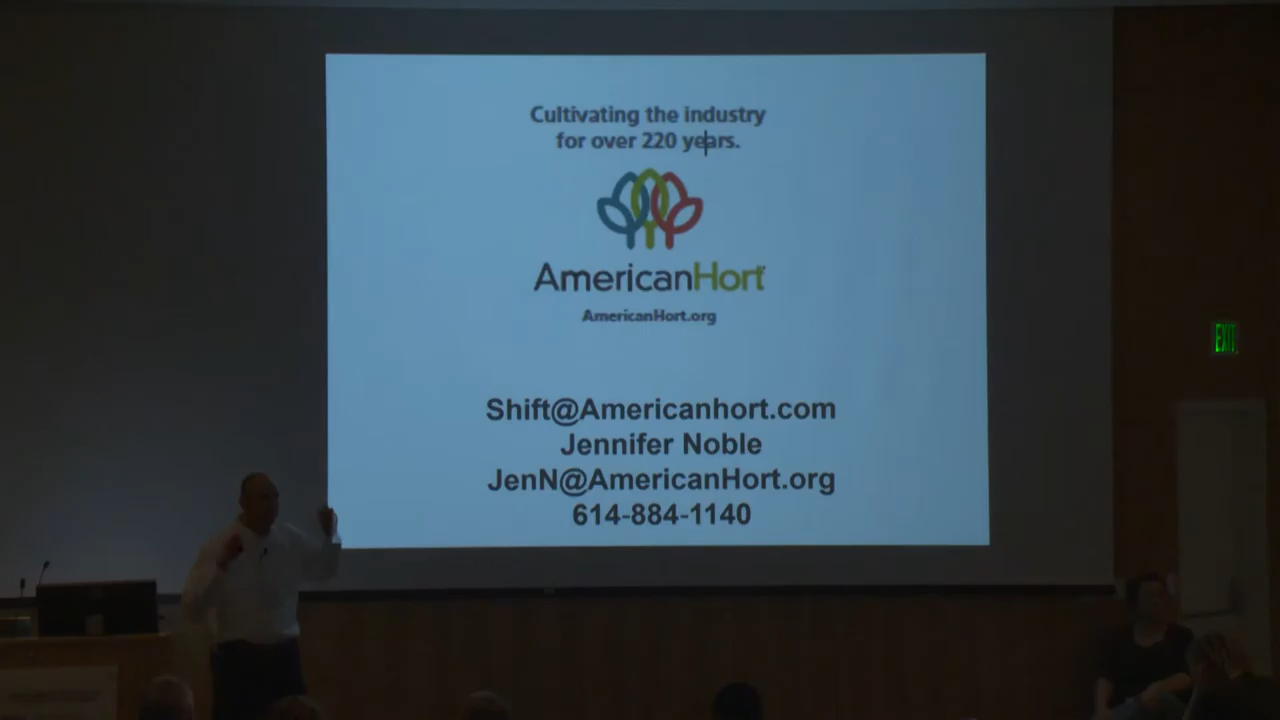 Cultivating the industry
for over 220 years.
AmericanHort
AmericanHort.org
Shift@Americanhort.com
Jennifer Noble
JenN@AmericanHort.org
614-884-1140
EXIT